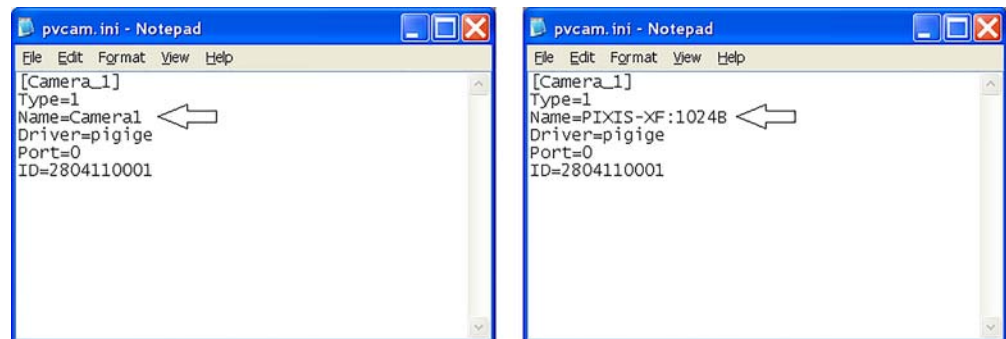 pvcam.ini - Notepad
File Edit Format View Help
[Camera_1]
Type=1
Name=Camera1
Driver=pigige
Port=0
ID=2804110001
pvcam.ini - Notepad
File Edit Format View Help
[Camera_1]
Type=1
Name=PIXIS-XF:1024B
Driver=pigige
Port=0
ID=2804110001